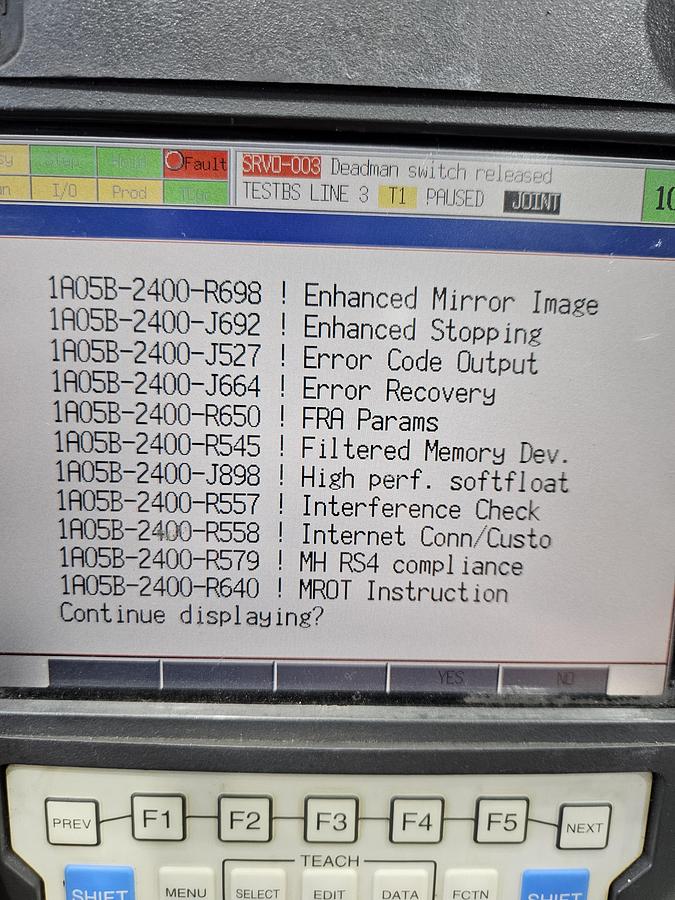 Fault
SRVO-003 Deadman switch released
I/O Prod
TESTBS LINE 3 T1 PAUSED JOINT
10
1A05B-2400-R698 ! Enhanced Mirror Image
1A05B-2400-J692 ! Enhanced Stopping
1A05B-2400-J527 ! Error Code Output
1A05B-2400-J664 ! Error Recovery
1A05B-2400-R650 ! FRA Params
1A05B-2400-R545 ! Filtered Memory Dev.
1A05B-2400-J898 ! High perf. softfloat
1A05B-2400-R557 ! Interference Check
1A05B-2400-R558 ! Internet Conn/Custo
1A05B-2400-R579 ! MH RS4 compliance
1A05B-2400-R640 ! MROT Instruction
Continue displaying?
YES NO
PREV F1 F2 F3 F4 F5 NEXT
TEACH
SHIFT MENU SELECT EDIT DATA FCTN SHIFT